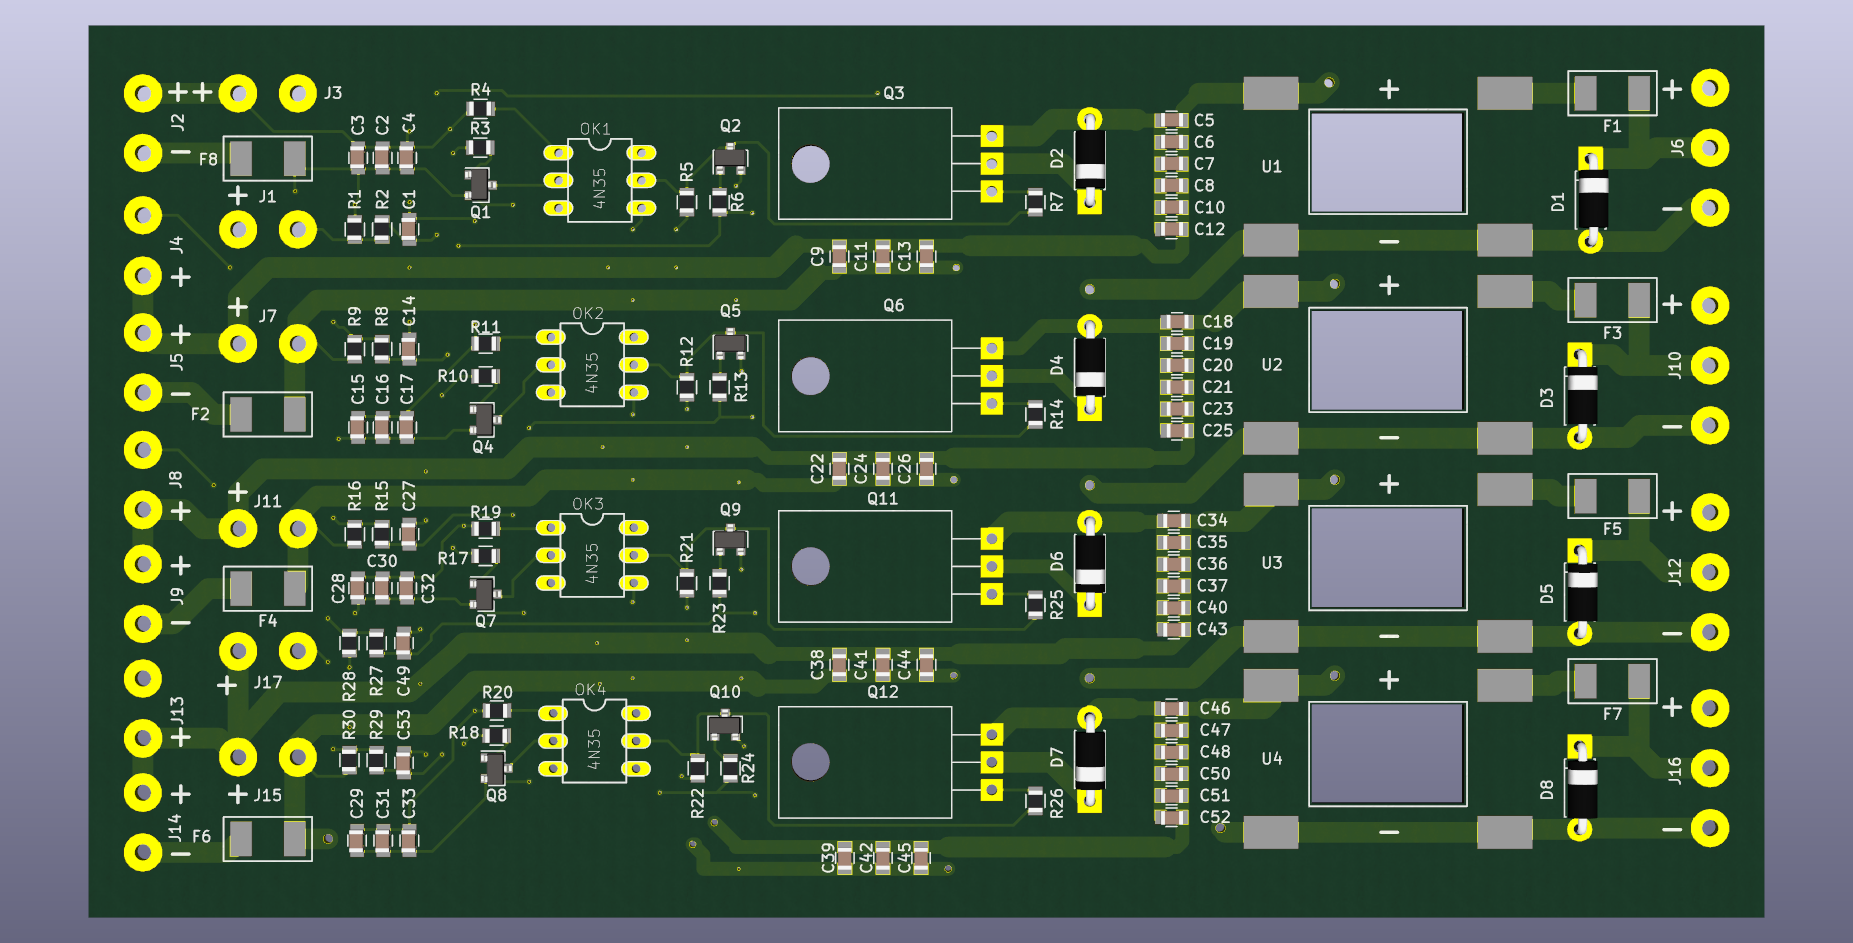 J2
+ +
J3
−
F8
+
J1
C3
C2
C4
R1
R2
R4
R3
Q1
OK1
4N35
Q2
R5
R6
Q3
R7
D2
C5
C6
C7
C8
C10
C12
U1
+
−
F1
+
J6
D1
−
J4
+
C9
C11
C13
+
J7
J5
+
−
F2
R9
R8
C14
C15
C16
C17
R11
R10
Q4
OK2
4N35
Q5
R12
R13
Q6
R14
D4
C18
C19
C20
C21
C23
C25
U2
+
−
F3
+
J10
D3
−
J8
+
C22
C24
C26
+
J11
J9
+
−
F4
R16
R15
C27
C30
C28
C32
R19
R17
Q7
OK3
4N35
Q9
R21
R23
Q11
R25
D6
C34
C35
C36
C37
C40
C43
U3
+
−
F5
+
J12
D5
−
J17
+
R28
R27
C49
C38
C41
C44
J13
+
R30
R29
C53
+
J15
J14
+
−
F6
C29
C31
C33
R20
R18
Q8
OK4
4N35
Q10
R22
R24
Q12
R26
D7
C46
C47
C48
C50
C51
C52
U4
+
−
F7
+
J16
D8
−
C39
C42
C45